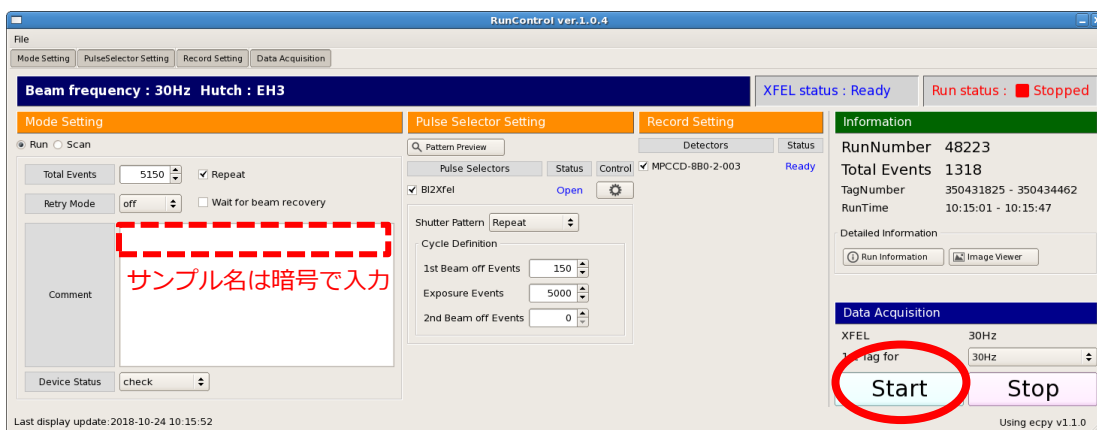 RunControl ver.1.0.4
File
Mode Setting PulseSelector Setting Record Setting Data Acquisition
Beam frequency : 30Hz Hutch : EH3
XFEL status : Ready
Run status : Stopped
Mode Setting
Run Scan
Total Events 5150 Repeat
Retry Mode off Wait for beam recovery
Comment
サンプル名は暗号で入力
Device Status check
Pulse Selector Setting
Pattern Preview
Pulse Selectors Status Control
Bl2Xfel Open
Shutter Pattern Repeat
Cycle Definition
1st Beam off Events 150
Exposure Events 5000
2nd Beam off Events 0
Record Setting
Detectors Status
MPCCD-8B0-2-003 Ready
Information
RunNumber 48223
Total Events 1318
TagNumber 350431825 - 350434462
RunTime 10:15:01 - 10:15:47
Detailed Information
Run Information Image Viewer
Data Acquisition
XFEL 30Hz
Tag for 30Hz
Start Stop
Last display update:2018-10-24 10:15:52
Using ecpy v1.1.0